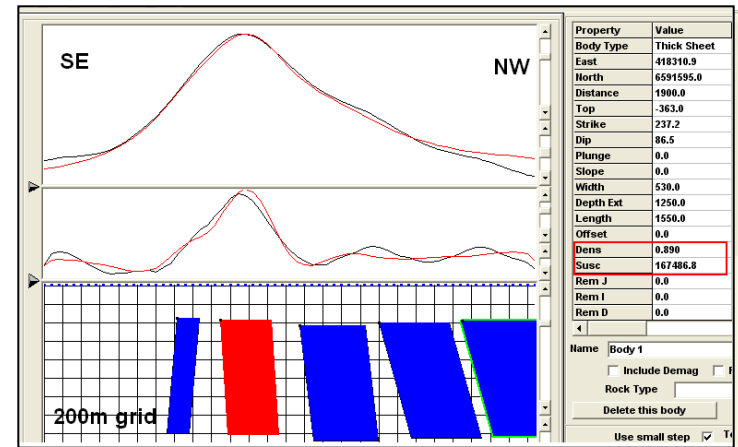 SE
NW
200m grid
Property Value
Body Type Thick Sheet
East 418310.9
North 6591595.0
Distance 1900.0
Top -363.0
Strike 237.2
Dip 86.5
Plunge 0.0
Slope 0.0
Width 530.0
Depth Ext 1250.0
Length 1550.0
Offset 0.0
Dens 0.890
Susc 167486.8
Rem J 0.0
Rem I 0.0
Rem D 0.0
Name Body 1
Include Demag
Rock Type
Delete this body
Use small step